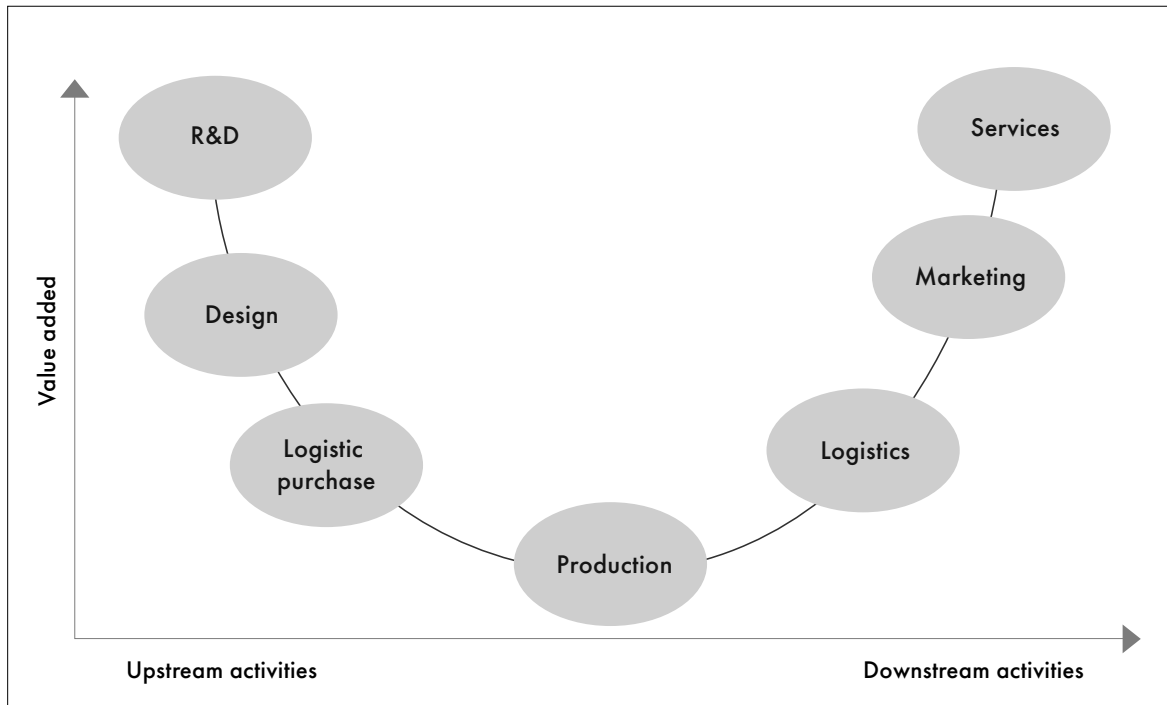 R&D
Services
Design
Marketing
Logistic
purchase
Logistics
Production
Value added
Upstream activities
Downstream activities